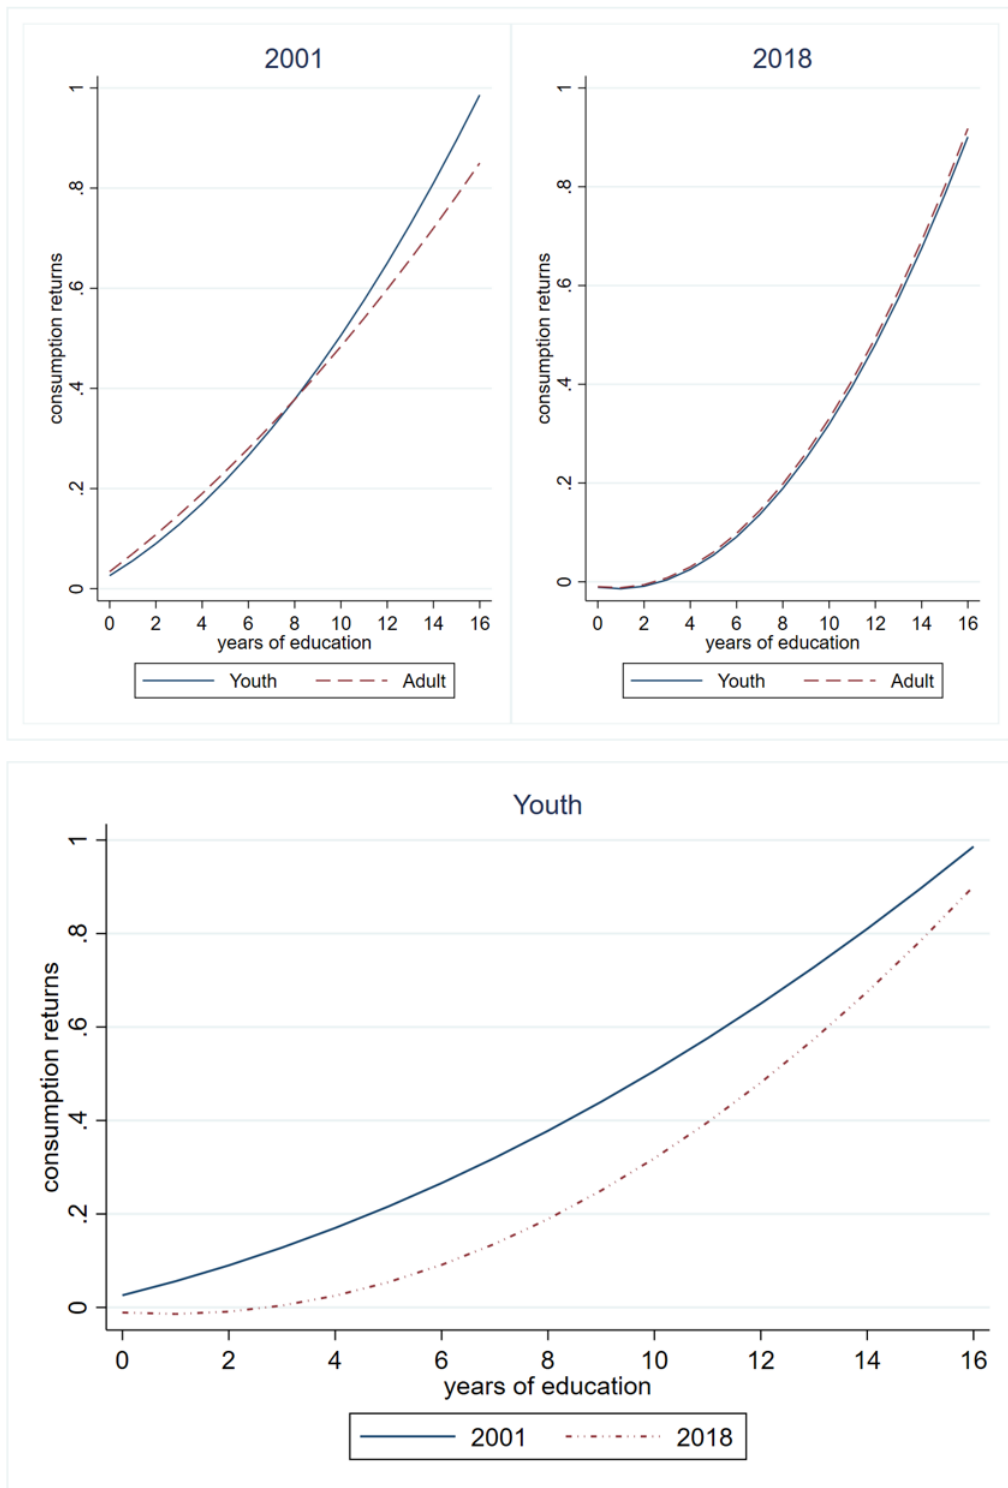 2001
consumption returns
1
.8
.6
.4
.2
0
0 2 4 6 8 10 12 14 16
years of education
Youth Adult
2018
consumption returns
1
.8
.6
.4
.2
0
0 2 4 6 8 10 12 14 16
years of education
Youth Adult
Youth
consumption returns
1
.8
.6
.4
.2
0
0 2 4 6 8 10 12 14 16
years of education
2001 2018